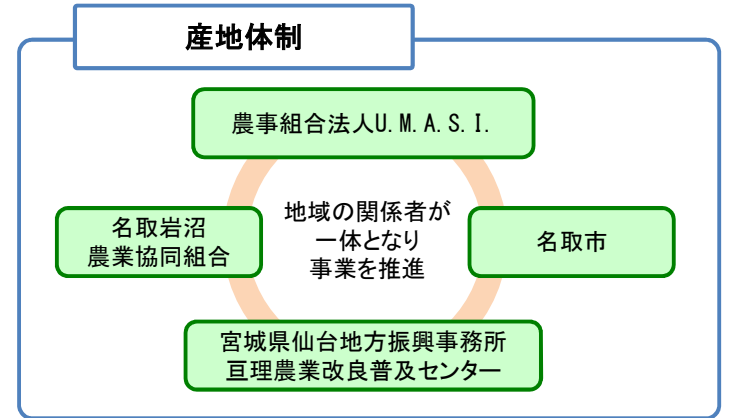 産地体制
農事組合法人U.M.A.S.I.
名取岩沼
農業協同組合
地域の関係者が
一体となり
事業を推進
名取市
宮城県仙台地方振興事務所
亘理農業改良普及センター